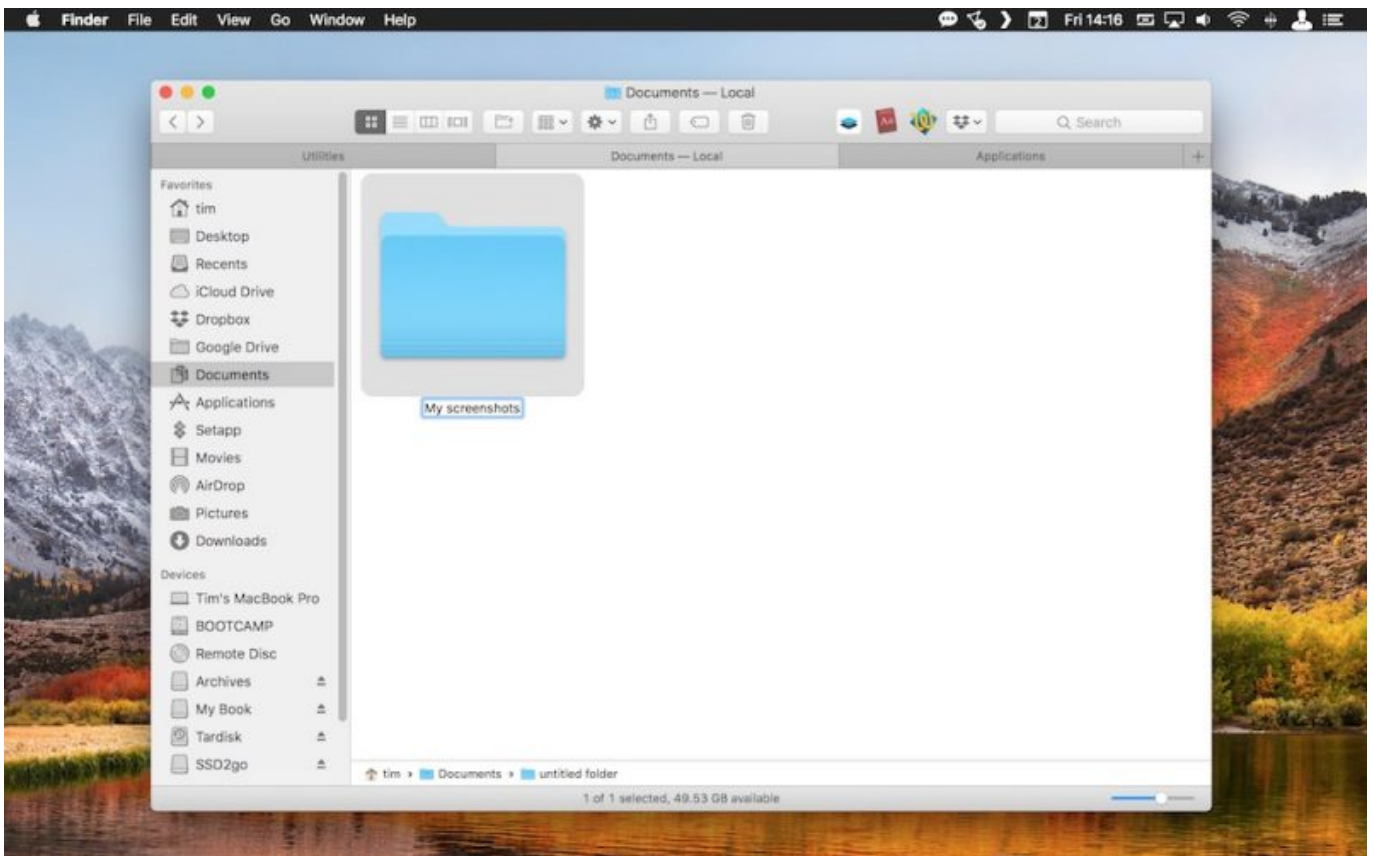 Finder File Edit View Go Window Help
2 Fri 14:16
Documents — Local
Search
Utilities
Documents — Local
Applications
Favorites
tim
Desktop
Recents
iCloud Drive
Dropbox
Google Drive
Documents
Applications
Setapp
Movies
AirDrop
Pictures
Downloads
Devices
Tim's MacBook Pro
BOOTCAMP
Remote Disc
Archives
My Book
Tardisk
SSD2go
My screenshots
tim › Documents › untitled folder
1 of 1 selected, 49.53 GB available